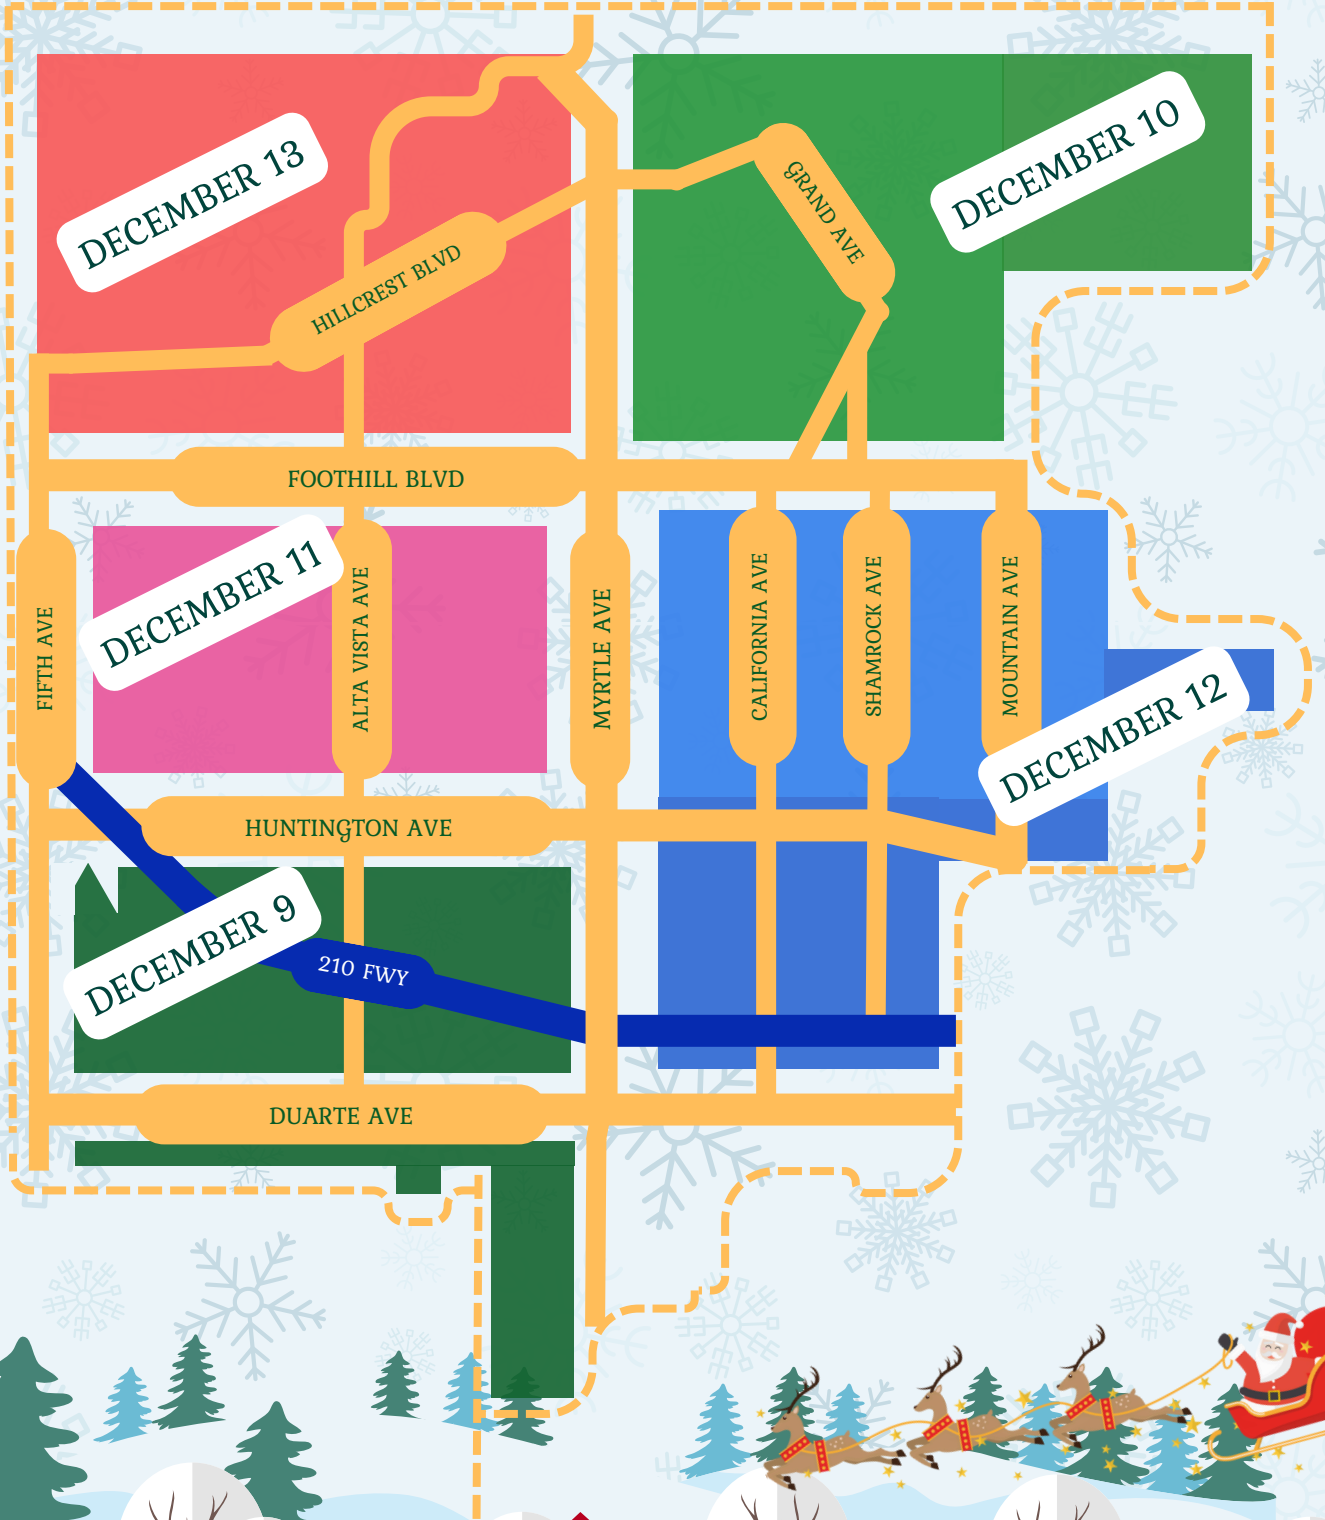 DECEMBER 13
DECEMBER 10
GRAND AVE
HILLCREST BLVD
FOOTHILL BLVD
DECEMBER 11
FIFTH AVE
ALTA VISTA AVE
MYRTLE AVE
CALIFORNIA AVE
SHAMROCK AVE
MOUNTAIN AVE
DECEMBER 12
HUNTINGTON AVE
DECEMBER 9
210 FWY
DUARTE AVE